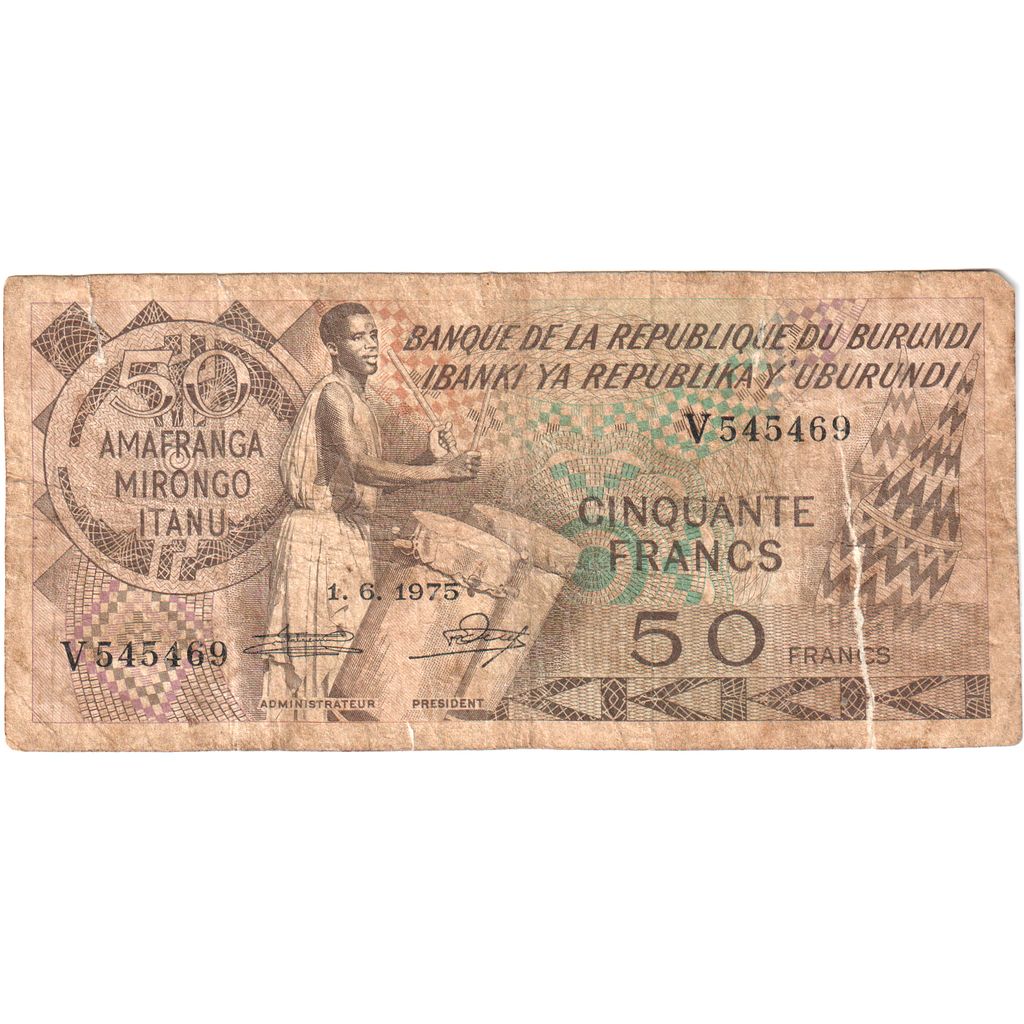 BANQUE DE LA REPUBLIQUE DU BURUNDI
IBANKI YA REPUBLIKA Y'UBURUNDI
50
AMAFRANGA
MIRONGO
ITANU
V545469
CINQUANTE
FRANCS
1. 6. 1975
50 FRANCS
V545469
ADMINISTRATEUR
PRESIDENT